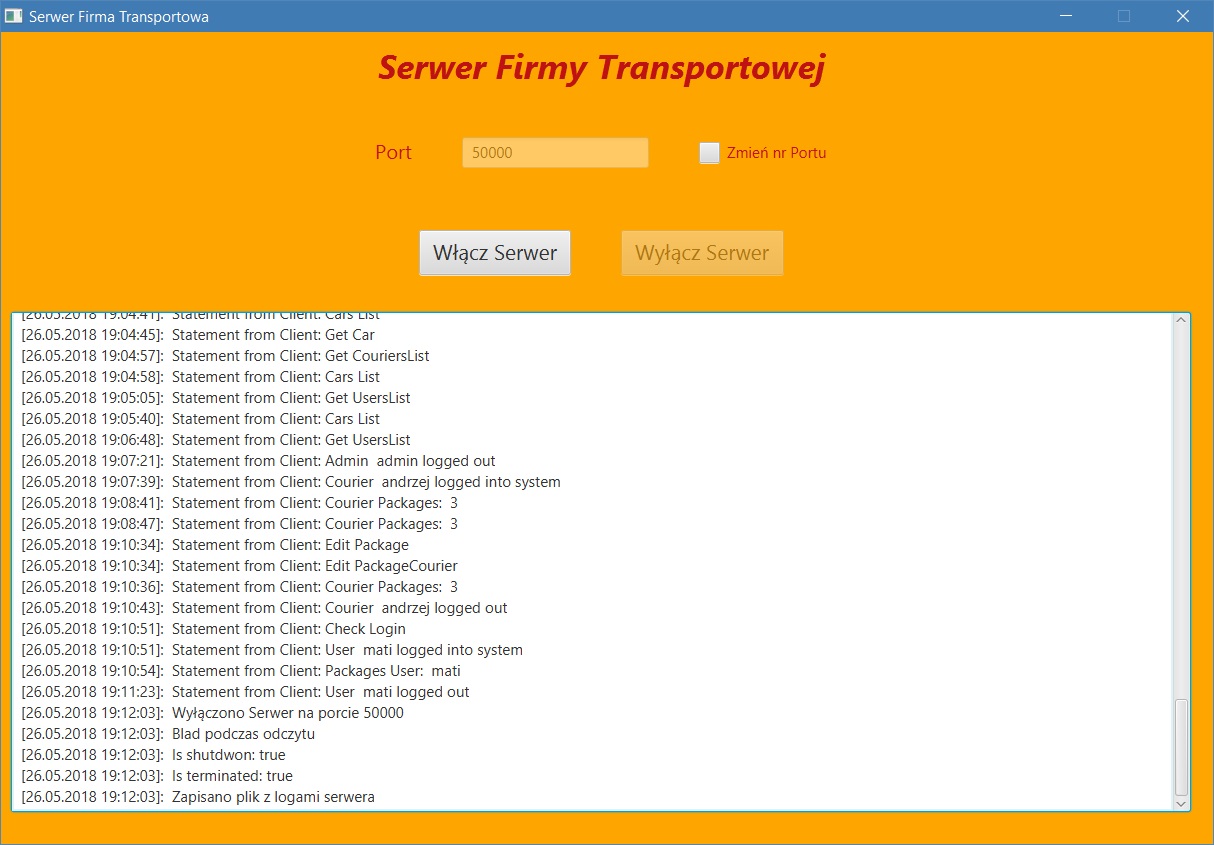 Serwer Firma Transportowa
Serwer Firmy Transportowej
Port 50000 Zmień nr Portu
Włącz Serwer Wyłącz Serwer
[26.05.2018 19:04:41]:  Statement from Client: Cars List
[26.05.2018 19:04:45]:  Statement from Client: Get Car
[26.05.2018 19:04:57]:  Statement from Client: Get CouriersList
[26.05.2018 19:04:58]:  Statement from Client: Cars List
[26.05.2018 19:05:05]:  Statement from Client: Get UsersList
[26.05.2018 19:05:40]:  Statement from Client: Cars List
[26.05.2018 19:06:48]:  Statement from Client: Get UsersList
[26.05.2018 19:07:21]:  Statement from Client: Admin  admin logged out
[26.05.2018 19:07:39]:  Statement from Client: Courier  andrzej logged into system
[26.05.2018 19:08:41]:  Statement from Client: Courier Packages:  3
[26.05.2018 19:08:47]:  Statement from Client: Courier Packages:  3
[26.05.2018 19:10:34]:  Statement from Client: Edit Package
[26.05.2018 19:10:34]:  Statement from Client: Edit PackageCourier
[26.05.2018 19:10:36]:  Statement from Client: Courier Packages:  3
[26.05.2018 19:10:43]:  Statement from Client: Courier  andrzej logged out
[26.05.2018 19:10:51]:  Statement from Client: Check Login
[26.05.2018 19:10:51]:  Statement from Client: User  mati logged into system
[26.05.2018 19:10:54]:  Statement from Client: Packages User:  mati
[26.05.2018 19:11:23]:  Statement from Client: User  mati logged out
[26.05.2018 19:12:03]:  Wyłączono Serwer na porcie 50000
[26.05.2018 19:12:03]:  Blad podczas odczytu
[26.05.2018 19:12:03]:  Is shutdwon: true
[26.05.2018 19:12:03]:  Is terminated: true
[26.05.2018 19:12:03]:  Zapisano plik z logami serwera